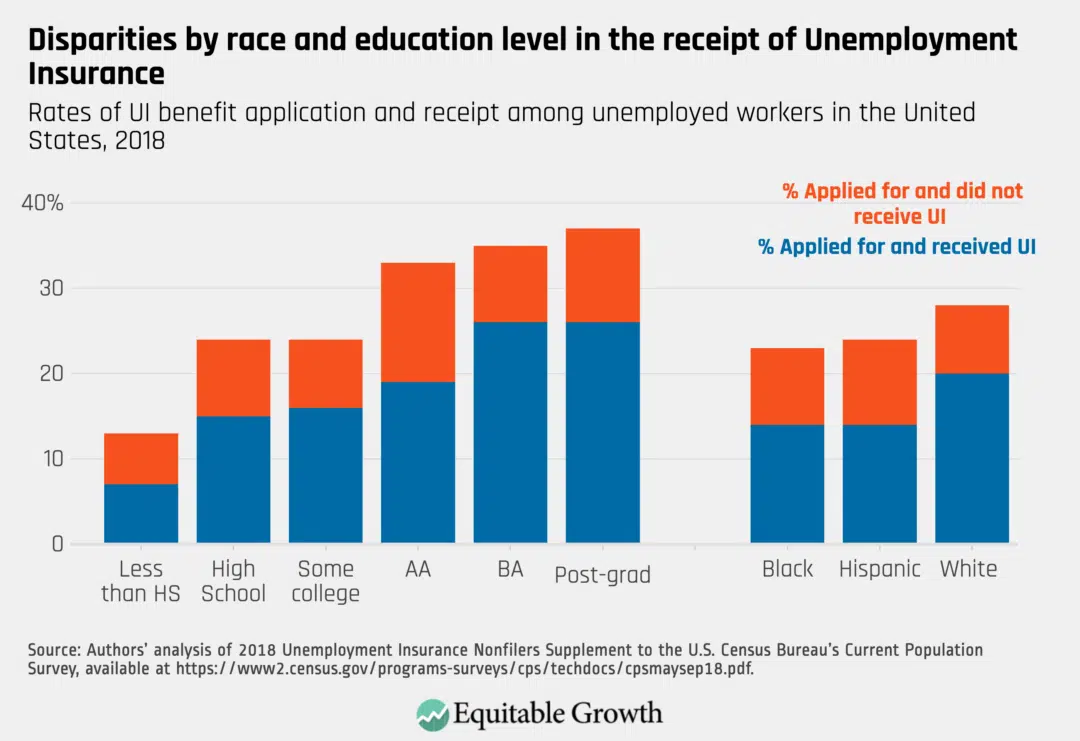 Disparities by race and education level in the receipt of Unemployment
Insurance
Rates of UI benefit application and receipt among unemployed workers in the United
States, 2018
% Applied for and did not
receive UI
% Applied for and received UI
40%
30
20
10
0
Less
than HS
High
School
Some
college
AA
BA
Post-grad
Black
Hispanic
White
Source: Authors’ analysis of 2018 Unemployment Insurance Nonfilers Supplement to the U.S. Census Bureau’s Current Population
Survey, available at https://www2.census.gov/programs-surveys/cps/techdocs/cpsmaysep18.pdf.
Equitable Growth